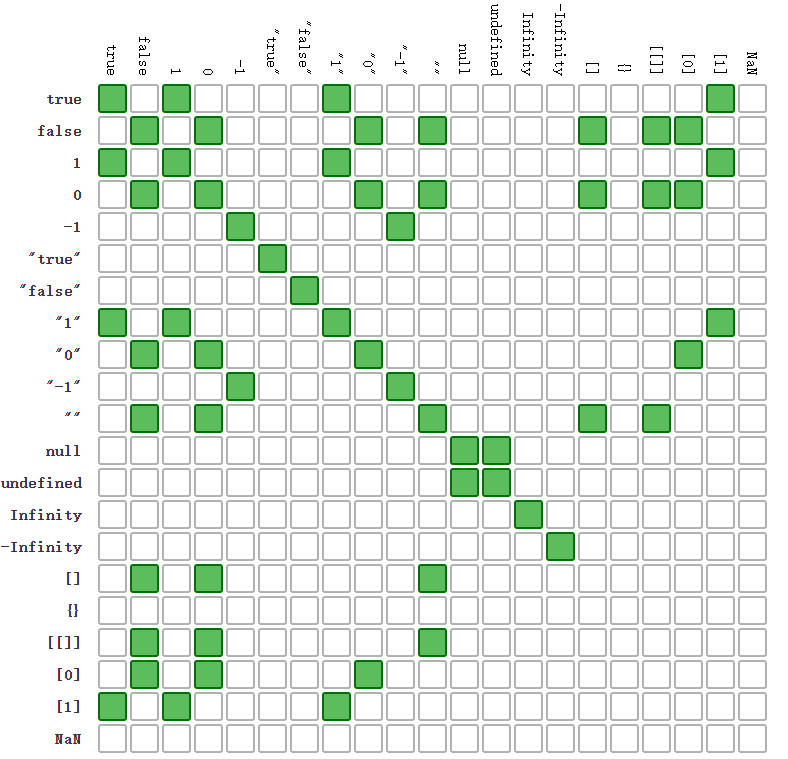 true
false
1
0
-1
"true"
"false"
"1"
"0"
"-1"
""
null
undefined
Infinity
-Infinity
[]
{}
[[]]
[0]
[1]
NaN
true
false
1
0
-1
"true"
"false"
"1"
"0"
"-1"
""
null
undefined
Infinity
-Infinity
[]
{}
[[]]
[0]
[1]
NaN